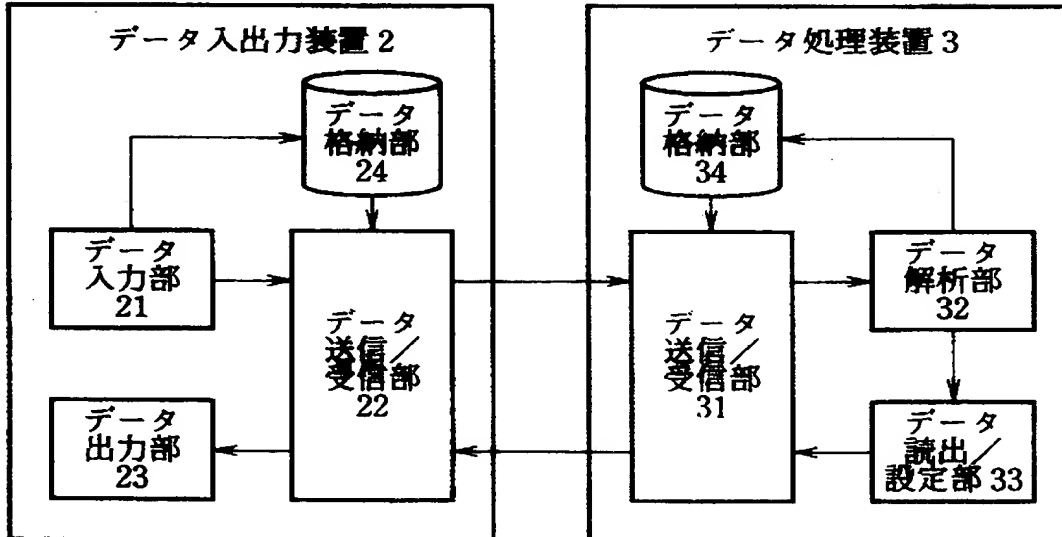 データ入出力装置2
データ
格納部
24
データ
入力部
21
データ
送信／
受信部
22
データ
出力部
23
データ処理装置3
データ
格納部
34
データ
送信／
受信部
31
データ
解析部
32
データ
読出／
設定部33